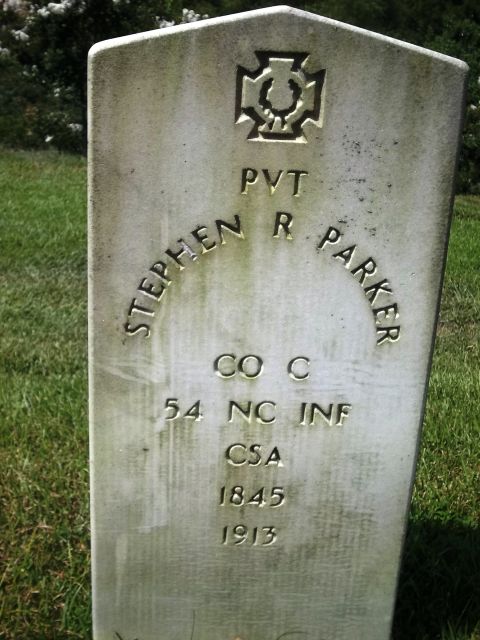 PVT
STEPHEN R PARKER
CO C
54 NC INF
CSA
1845
1913